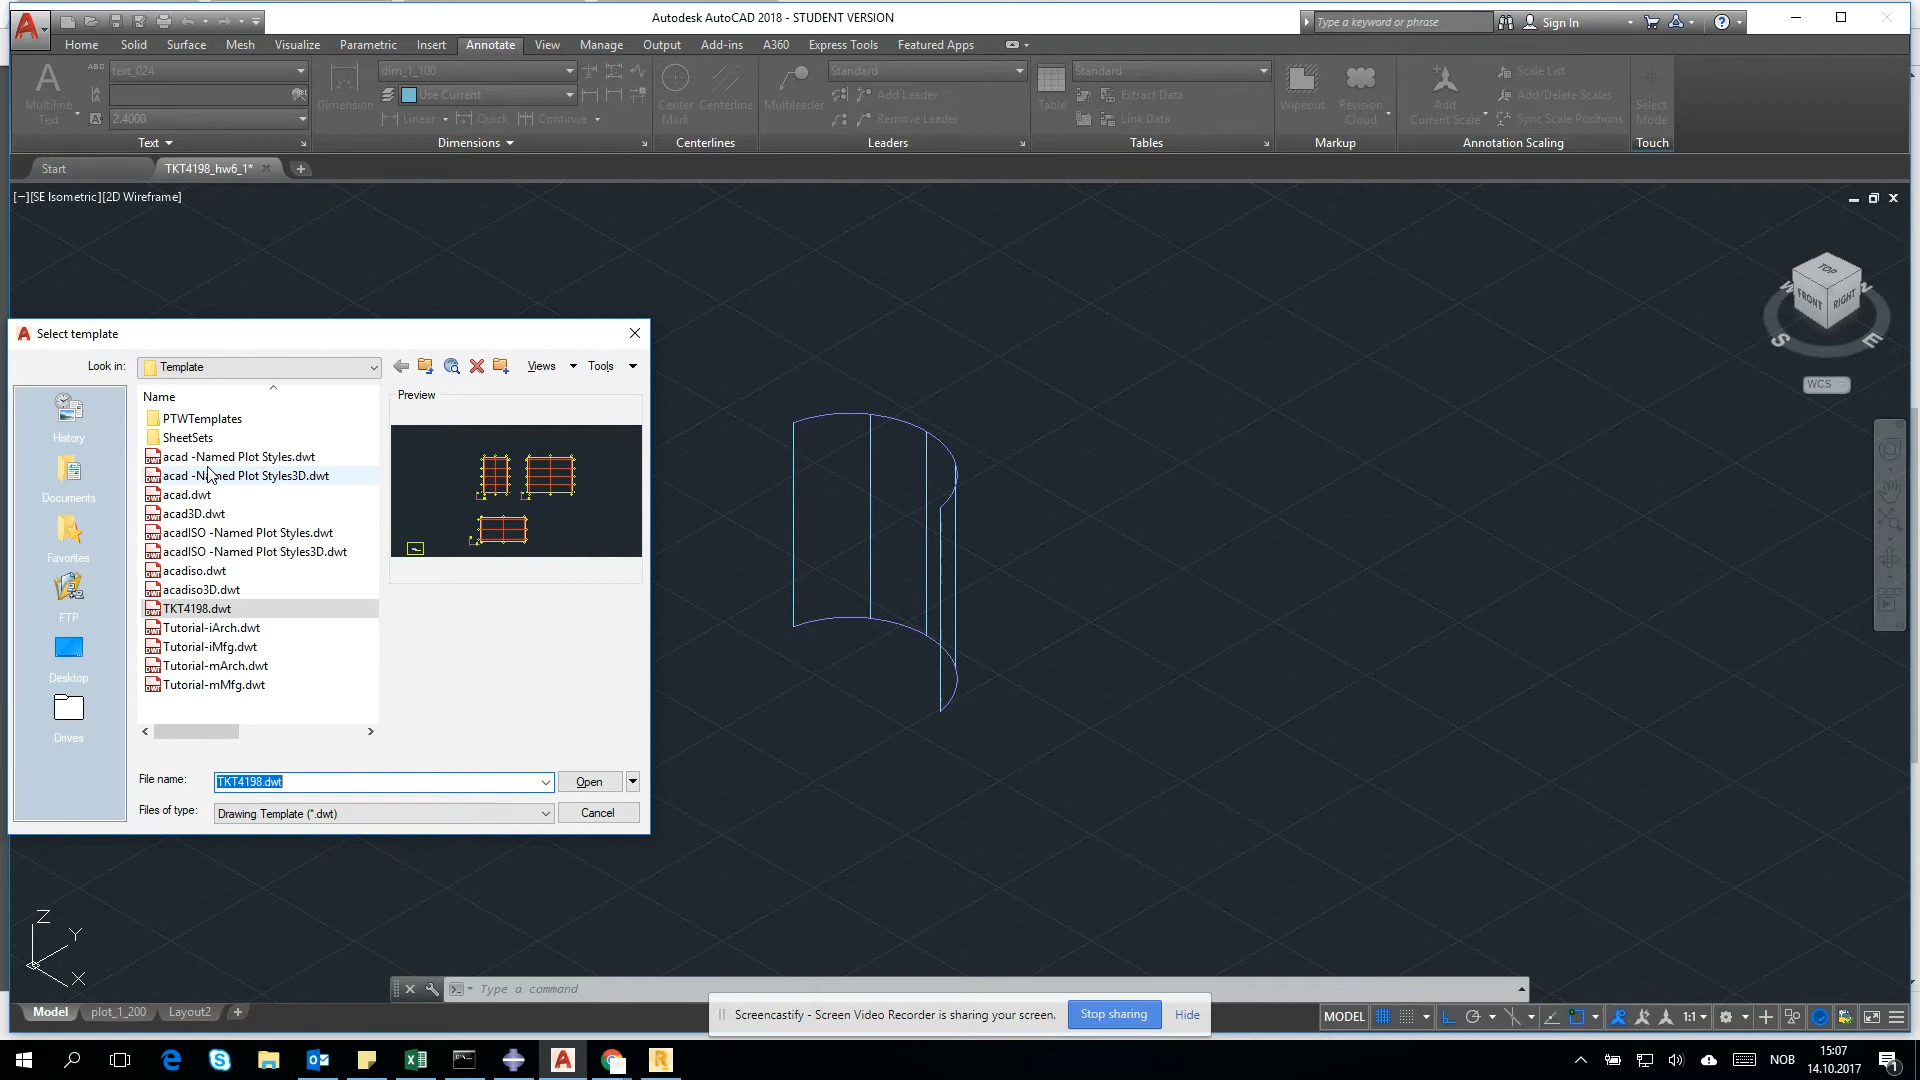 Autodesk AutoCAD 2018 - STUDENT VERSION
Type a keyword or phrase
Sign In
Home Solid Surface Mesh Visualize Parametric Insert Annotate View Manage Output Add-ins A360 Express Tools Featured Apps
Multiline
Text
text_024
2.4000
Text
Dimension
dim_1_100
Use Current
Linear
Quick
Continue
Dimensions
Center
Mark
Centerline
Centerlines
Multileader
Standard
Add Leader
Remove Leader
Leaders
Table
Standard
Extract Data
Link Data
Tables
Wipeout
Revision
Cloud
Markup
Add
Current Scale
Scale List
Add/Delete Scales
Sync Scale Positions
Annotation Scaling
Select
Mode
Touch
Start
TKT4198_hw6_1*
[−][SE Isometric][2D Wireframe]
TOP
FRONT
RIGHT
S
E
WCS
Select template
Look in:
Template
Views
Tools
Name
Preview
History
Documents
Favorites
FTP
Desktop
Drives
PTWTemplates
SheetSets
acad -Named Plot Styles.dwt
acad -Named Plot Styles3D.dwt
acad.dwt
acad3D.dwt
acadISO -Named Plot Styles.dwt
acadISO -Named Plot Styles3D.dwt
acadiso.dwt
acadiso3D.dwt
TKT4198.dwt
Tutorial-iArch.dwt
Tutorial-iMfg.dwt
Tutorial-mArch.dwt
Tutorial-mMfg.dwt
File name:
TKT4198.dwt
Open
Files of type:
Drawing Template (*.dwt)
Cancel
Z
Y
X
Type a command
Model
plot_1_200
Layout2
Screencastify - Screen Video Recorder is sharing your screen.
Stop sharing
Hide
MODEL
1:1
NOB
15:07
14.10.2017
1